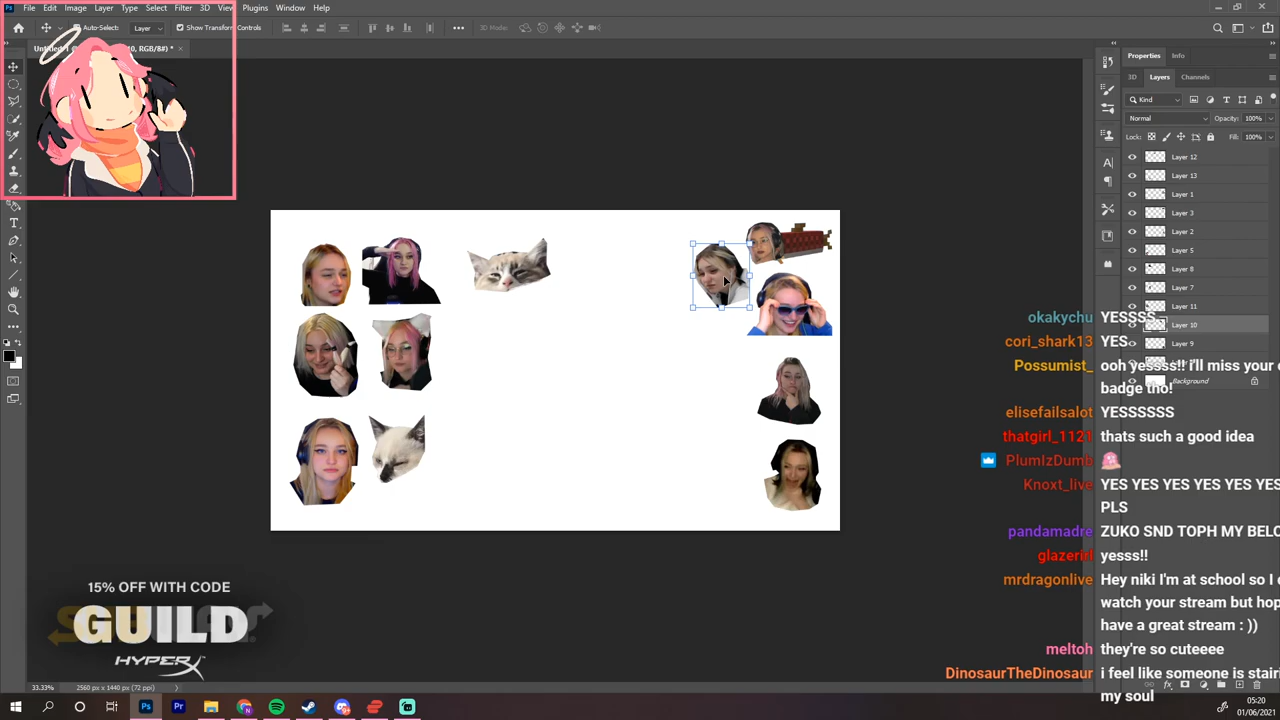 File Edit Image Layer Type Select Filter 3D View Plugins Window Help
Auto-Select: Layer Show Transform Controls 3D Mode:
10, RGB/8#) *
Properties Info
3D Layers Channels
Kind
Normal Opacity: 100%
Lock: Fill: 100%
Layer 12
Layer 13
Layer 1
Layer 3
Layer 2
Layer 5
Layer 8
Layer 7
Layer 11
Layer 10
Layer 9
Background
okakychu YESSSS
cori_shark13 YES
Possumist_ ooh yessss!! i'll miss your
badge tho!
elisefailsalot YESSSSSS
thatgirl_1121 thats such a good idea
PlumIzDumb
Knoxt_live YES YES YES YES YES YES
PLS
pandamadre ZUKO SND TOPH MY BELO
glazerirl yesss!!
mrdragonlive Hey niki I'm at school so I
watch your stream but hop
have a great stream : ))
meltoh they're so cuteeee
DinosaurTheDinosaur i feel like someone is stairi
my soul
15% OFF WITH CODE
GUILD
HYPERX
33.33% 2560 px x 1440 px (72 ppi)
05:20
01/06/2021